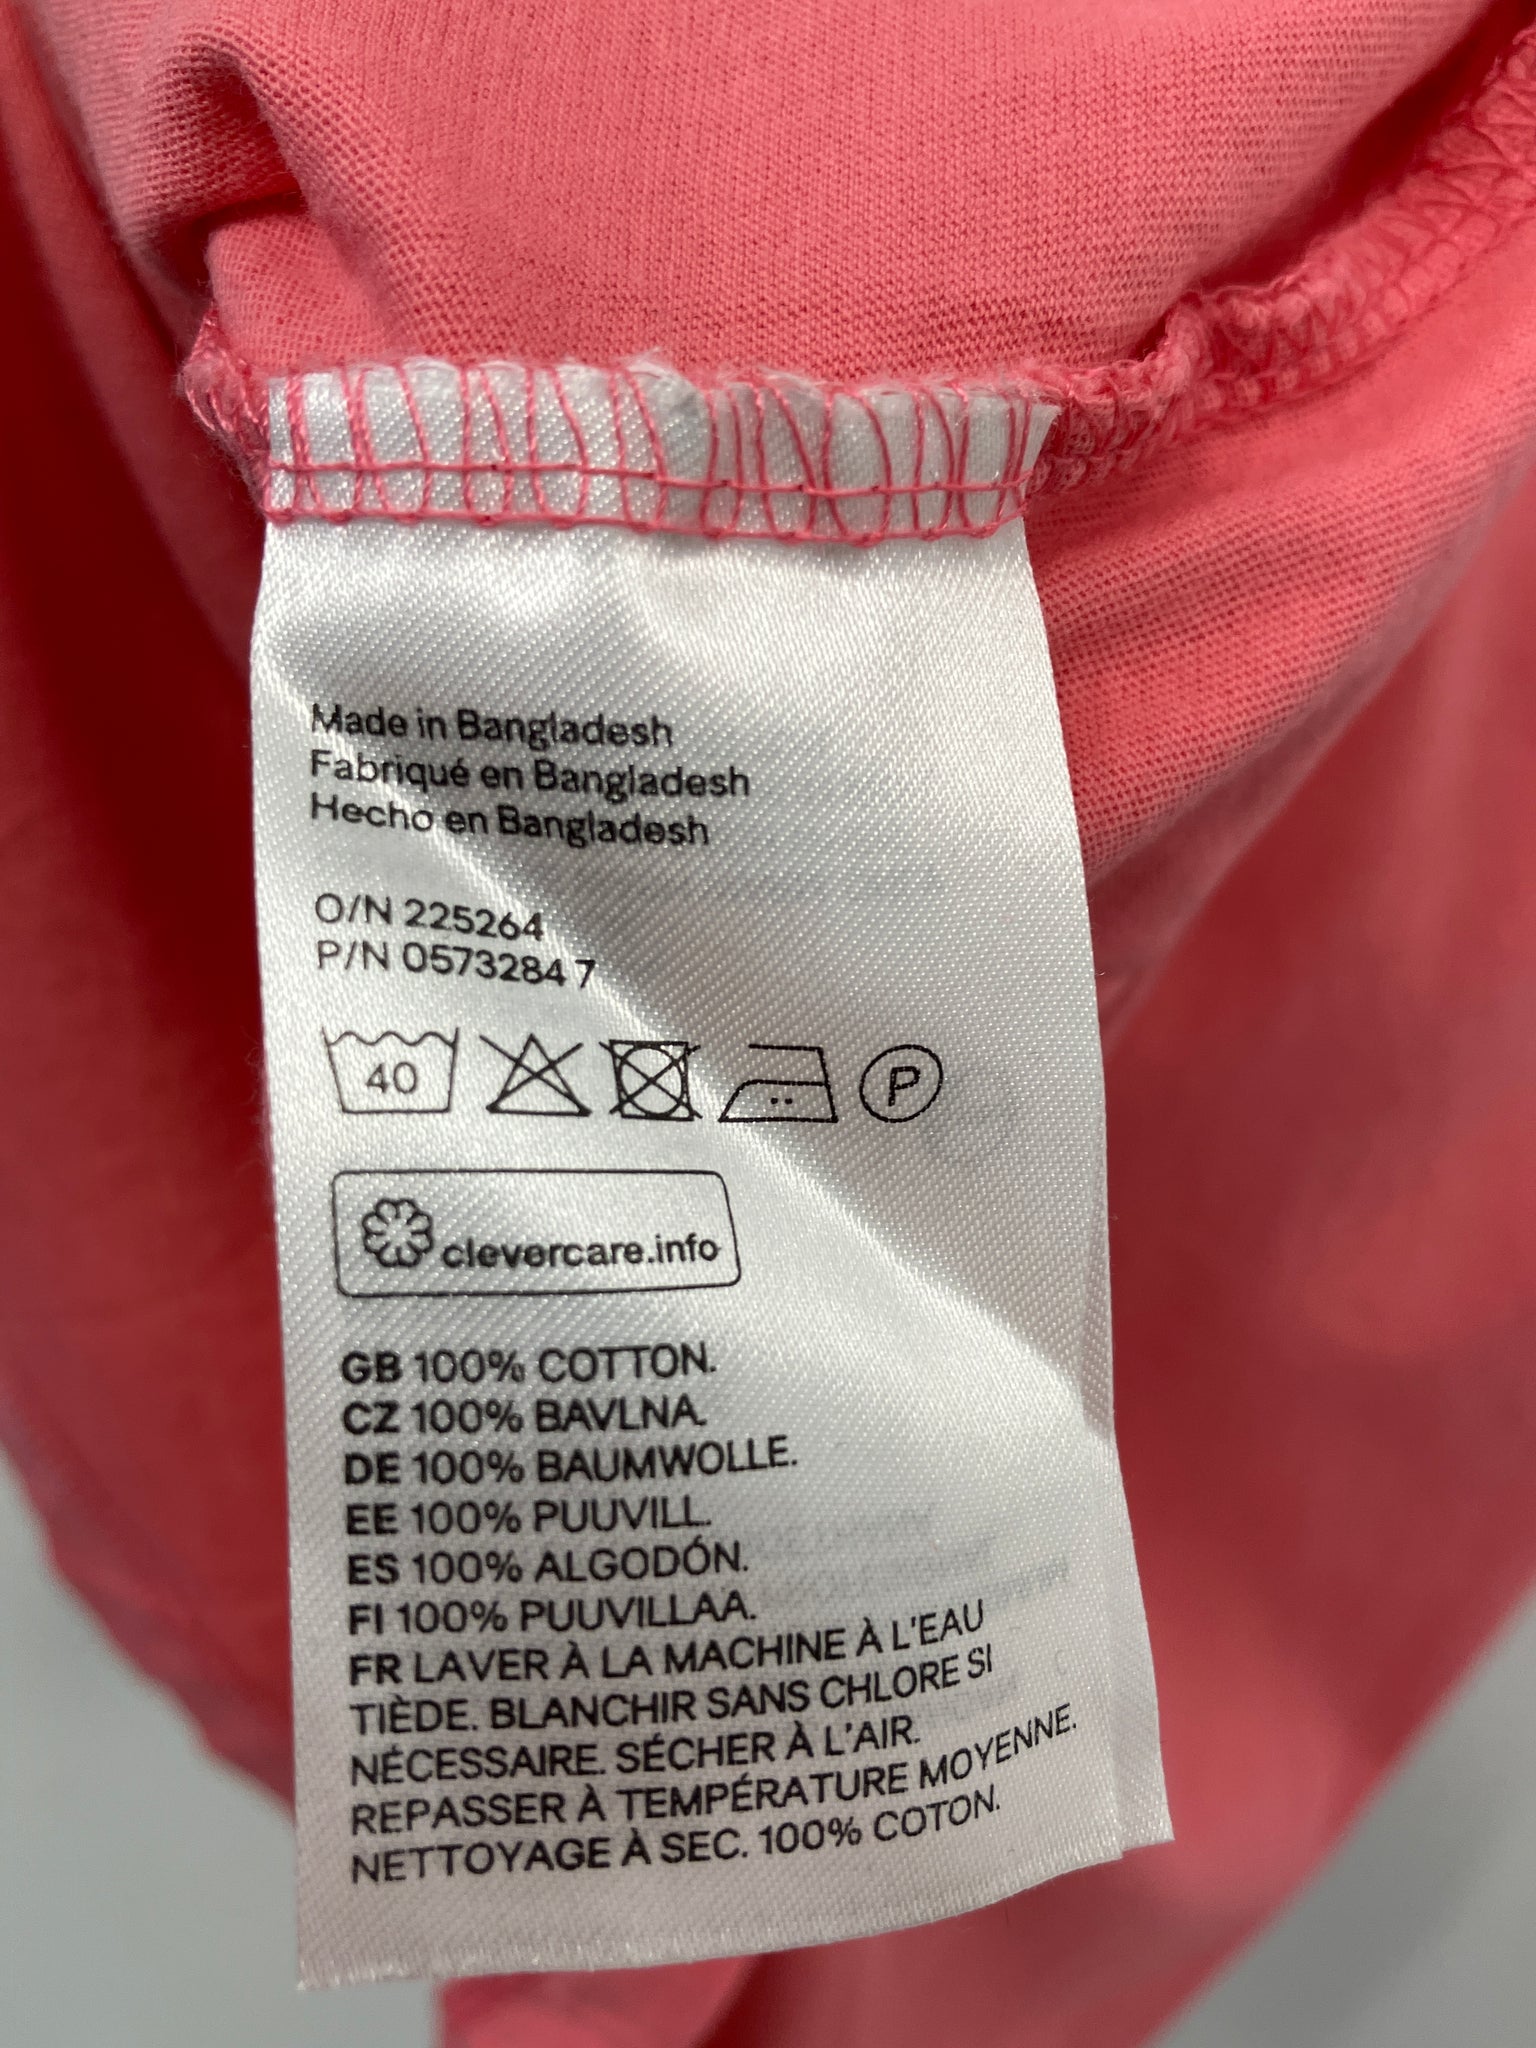 Made in Bangladesh
Fabriqué en Bangladesh
Hecho en Bangladesh
O/N 225264
P/N 0573284 7
40
P
clevercare.info
GB 100% COTTON.
CZ 100% BAVLNA.
DE 100% BAUMWOLLE.
EE 100% PUUVILL.
ES 100% ALGODÓN.
FI 100% PUUVILLAA.
FR LAVER À LA MACHINE À L'EAU
TIÈDE. BLANCHIR SANS CHLORE SI
NÉCESSAIRE. SÉCHER À L'AIR.
REPASSER À TEMPÉRATURE MOYENNE.
NETTOYAGE À SEC. 100% COTON.